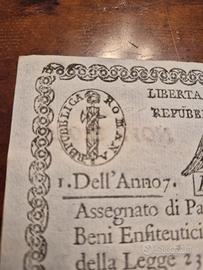 LIBERTA
REPUBB
REPUBBLICA ROMANA
1. Dell'Anno 7.
Assegnato di Pa
Beni Enfiteutici
della Legge 23